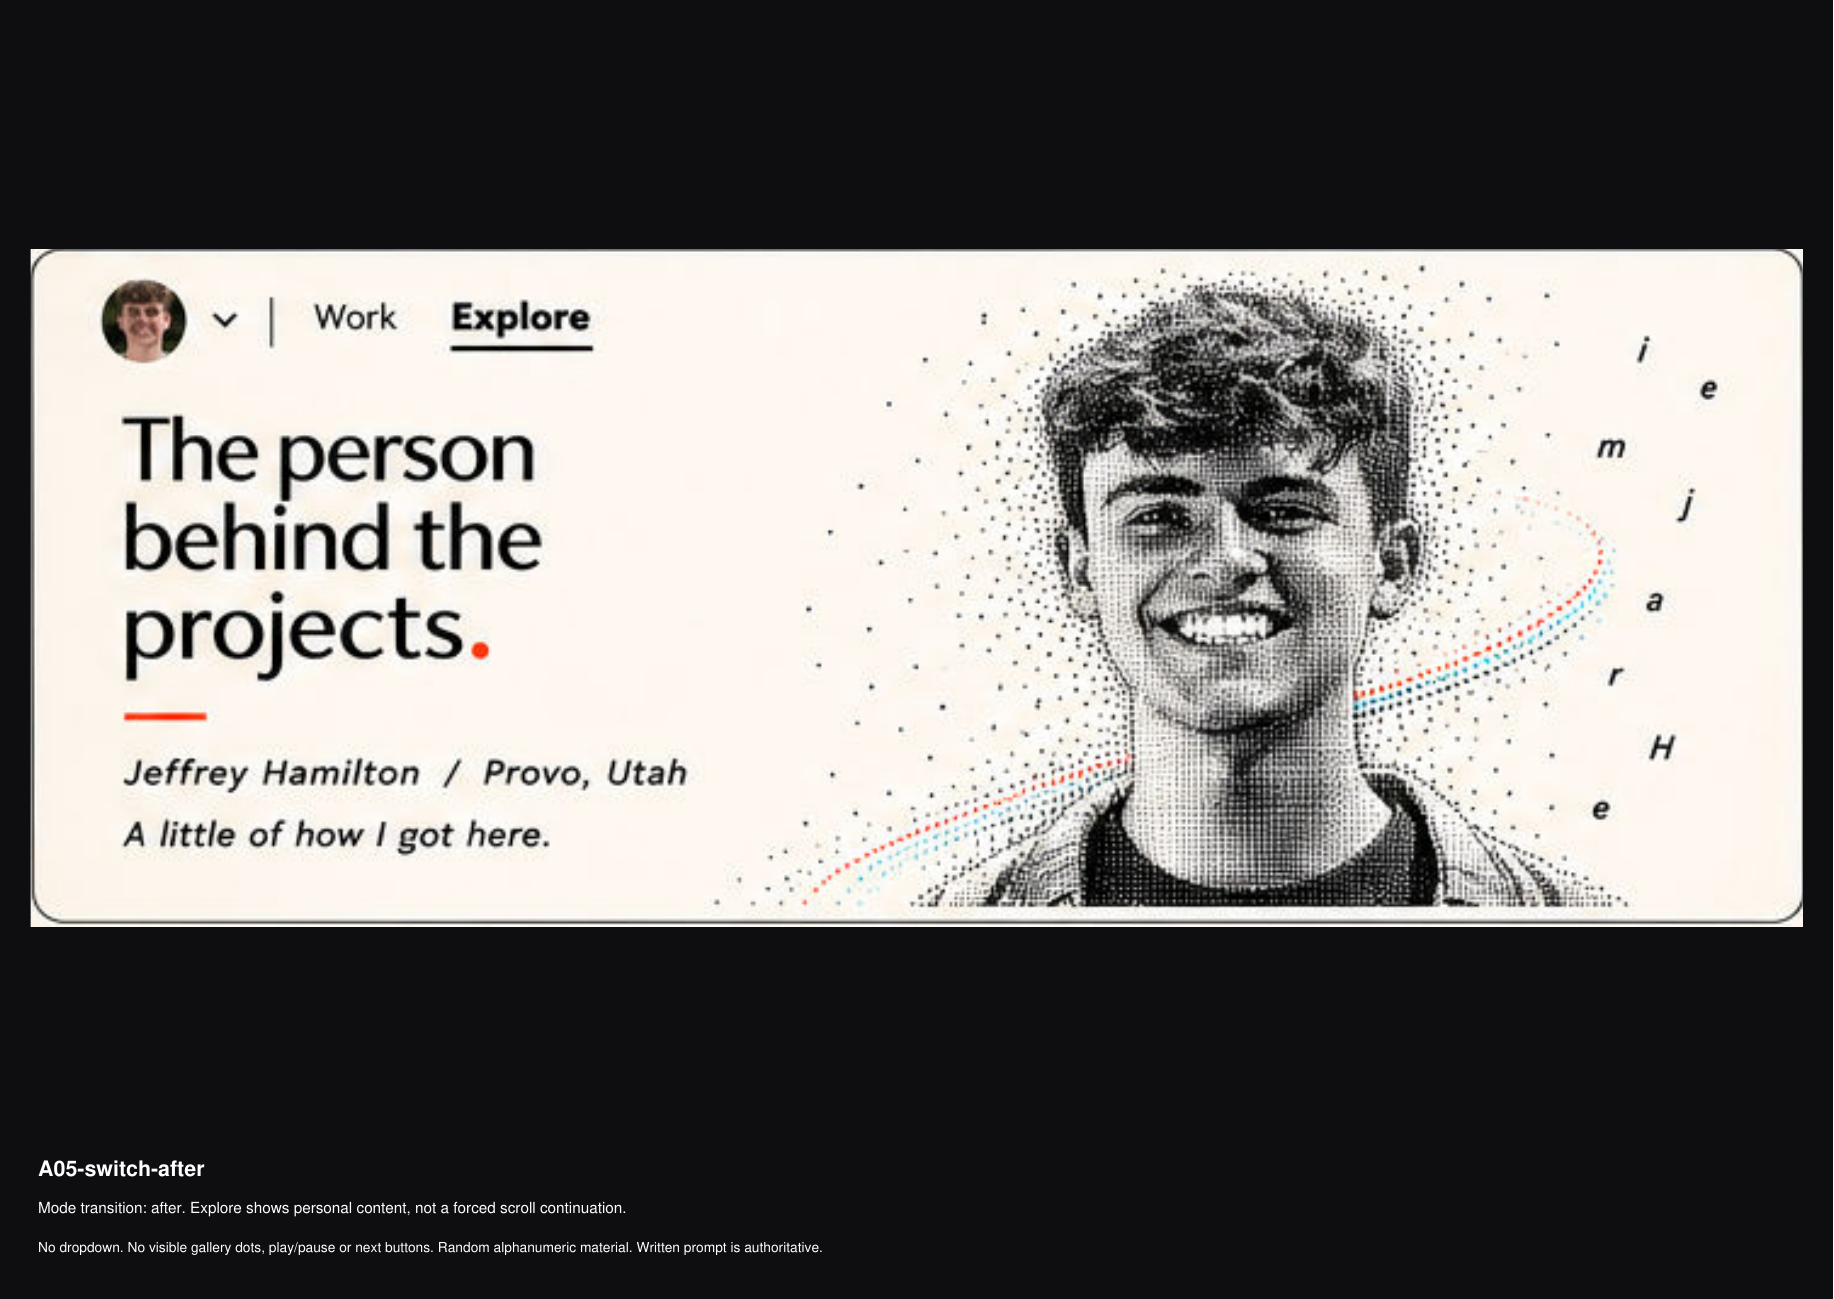 Work Explore
The person
behind the
projects.
Jeffrey Hamilton / Provo, Utah
A little of how I got here.
i
e
m
j
a
r
H
e
A05-switch-after
Mode transition: after. Explore shows personal content, not a forced scroll continuation.
No dropdown. No visible gallery dots, play/pause or next buttons. Random alphanumeric material. Written prompt is authoritative.